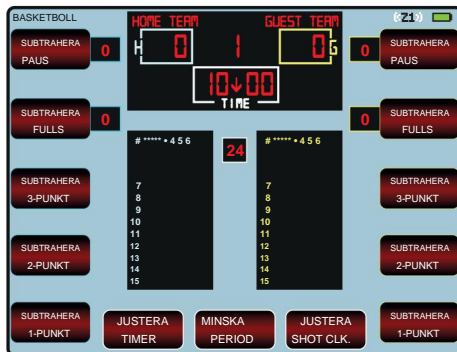 BASKETBOLL
((Z1))
HOME TEAM
GUEST TEAM
H 0 1 0 G
10↓00
TIME
SUBTRAHERA
PAUS
0
0
SUBTRAHERA
PAUS
SUBTRAHERA
FULLS
0
0
SUBTRAHERA
FULLS
# ***** • 4 5 6
24
# ***** • 4 5 6
7
8
9
10
11
12
13
14
15
7
8
9
10
11
12
13
14
15
SUBTRAHERA
3-PUNKT
SUBTRAHERA
3-PUNKT
SUBTRAHERA
2-PUNKT
SUBTRAHERA
2-PUNKT
SUBTRAHERA
1-PUNKT
JUSTERA
TIMER
MINSKA
PERIOD
JUSTERA
SHOT CLK.
SUBTRAHERA
1-PUNKT